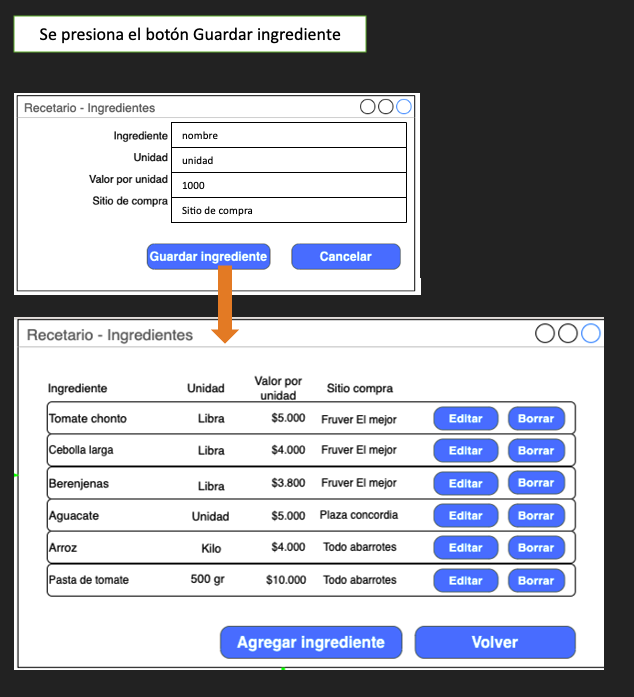 Se presiona el botón Guardar ingrediente
Recetario - Ingredientes
Ingrediente nombre
Unidad unidad
Valor por unidad 1000
Sitio de compra Sitio de compra
Guardar ingrediente Cancelar
Recetario - Ingredientes
Ingrediente Unidad Valor por unidad Sitio compra
Tomate chonto Libra $5.000 Fruver El mejor Editar Borrar
Cebolla larga Libra $4.000 Fruver El mejor Editar Borrar
Berenjenas Libra $3.800 Fruver El mejor Editar Borrar
Aguacate Unidad $5.000 Plaza concordia Editar Borrar
Arroz Kilo $4.000 Todo abarrotes Editar Borrar
Pasta de tomate 500 gr $10.000 Todo abarrotes Editar Borrar
Agregar ingrediente Volver